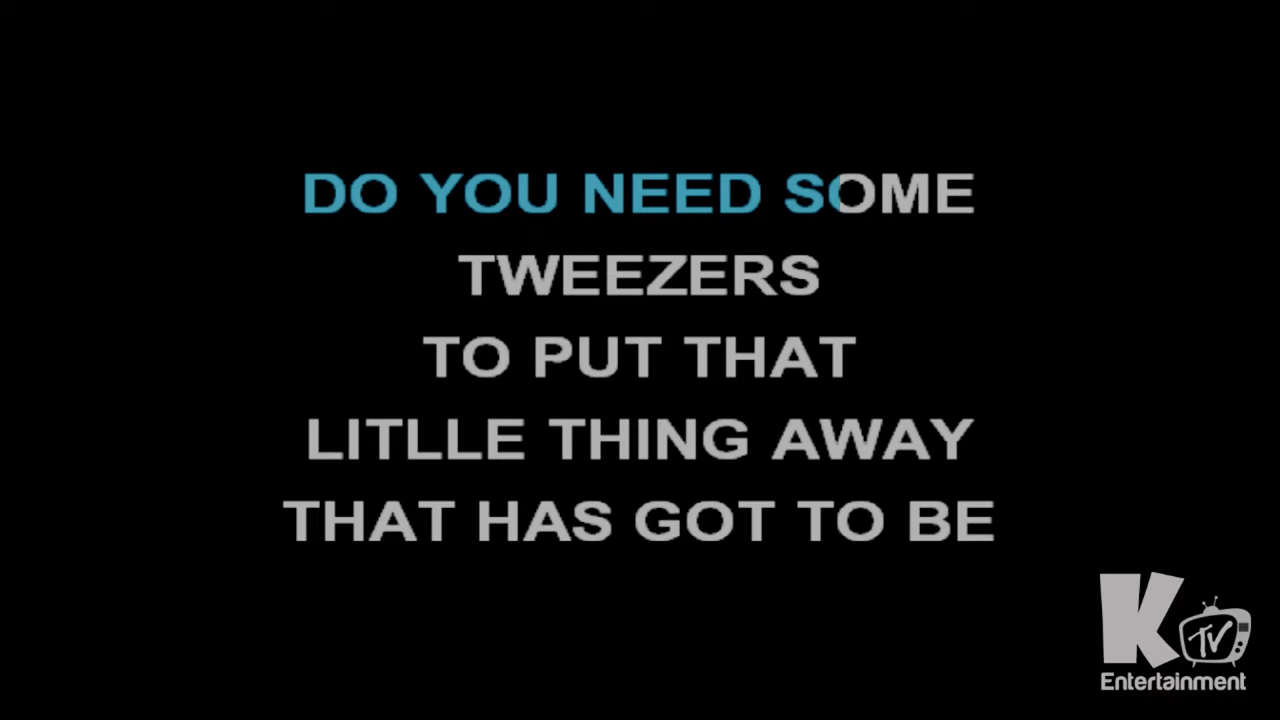 DO YOU NEED SOME
TWEEZERS
TO PUT THAT
LITLLE THING AWAY
THAT HAS GOT TO BE
K TV
Entertainment